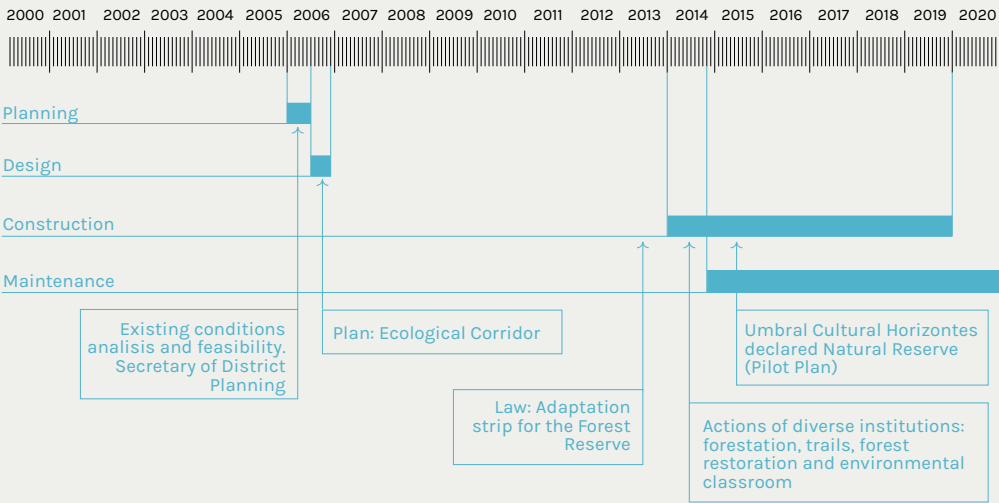 2000 2001 2002 2003 2004 2005 2006 2007 2008 2009 2010 2011 2012 2013 2014 2015 2016 2017 2018 2019 2020
Planning
Design
Construction
Maintenance
Existing conditions
analisis and feasibility.
Secretary of District
Planning
Plan: Ecological Corridor
Law: Adaptation
strip for the Forest
Reserve
Umbral Cultural Horizontes
declared Natural Reserve
(Pilot Plan)
Actions of diverse institutions:
forestation, trails, forest
restoration and environmental
classroom